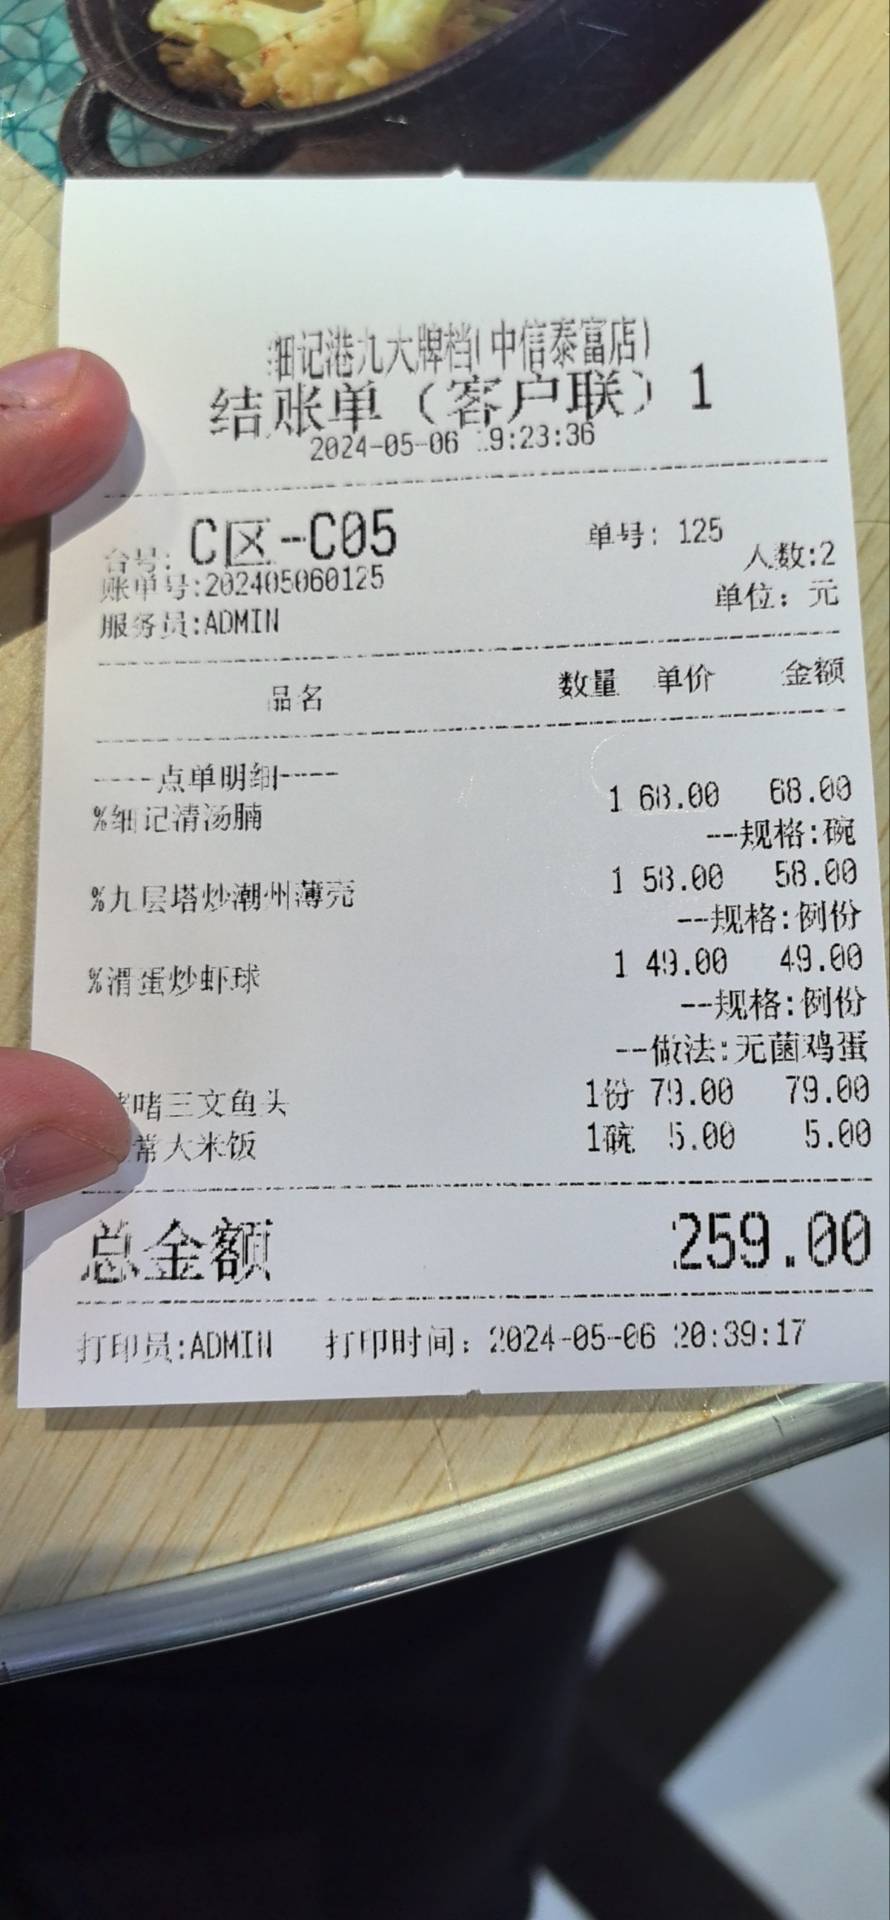 细记港九大牌档(中信泰富店)
结账单（客户联）1
2024-05-06 19:23:36
台号: C区-C05 单号: 125
人数:2
账单号:202405060125
单位: 元
服务员:ADMIN
品名 数量 单价 金额
----点单明细----
%细记清汤腩 1 68.00 68.00
--规格:碗
%九层塔炒潮州薄壳 1 58.00 58.00
--规格:例份
%滑蛋炒虾球 1 49.00 49.00
--规格:例份
--做法:无菌鸡蛋
啫三文鱼头 1份 79.00 79.00
常大米饭 1碗 5.00 5.00
总金额 259.00
打印员:ADMIN 打印时间: 2024-05-06 20:39:17